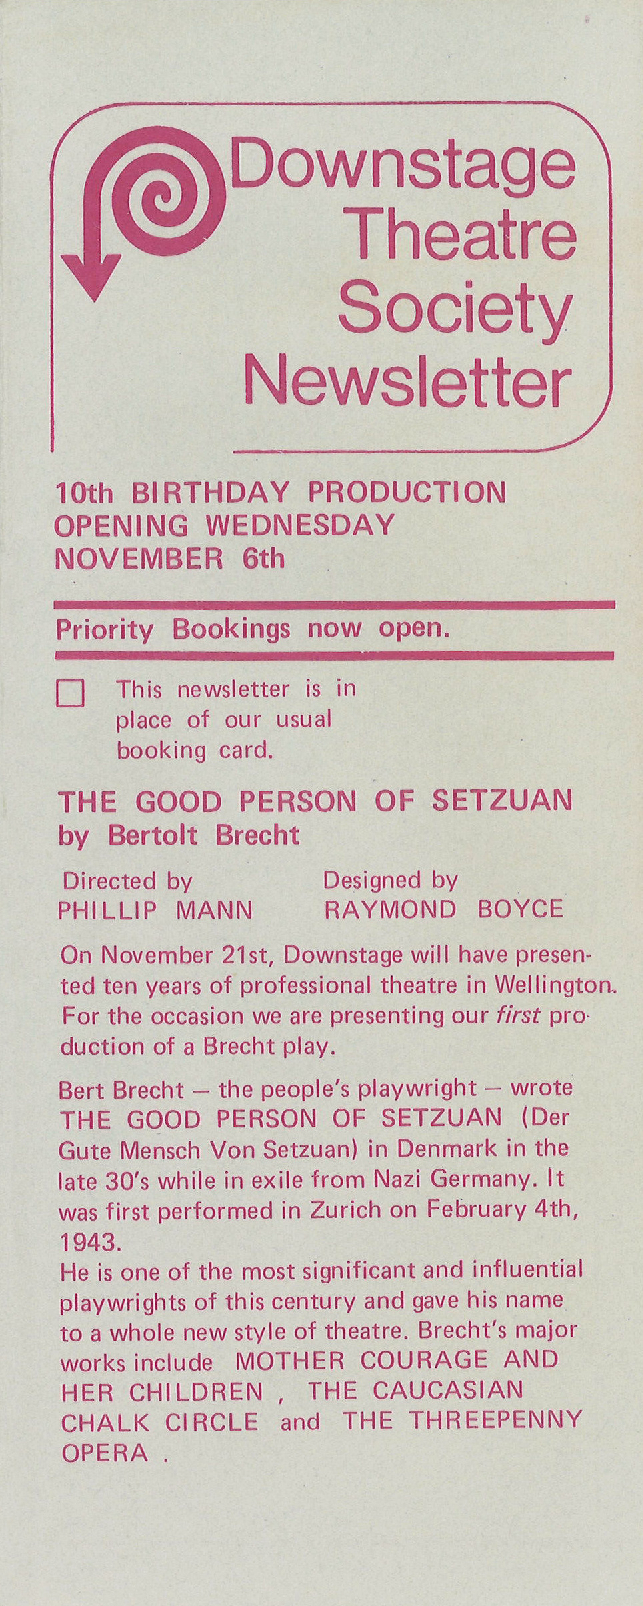 Downstage
Theatre
Society
Newsletter
10th BIRTHDAY PRODUCTION
OPENING WEDNESDAY
NOVEMBER 6th
Priority Bookings now open.
This newsletter is in
place of our usual
booking card.
THE GOOD PERSON OF SETZUAN
by Bertolt Brecht
Directed by Designed by
PHILLIP MANN RAYMOND BOYCE
On November 21st, Downstage will have presen-
ted ten years of professional theatre in Wellington.
For the occasion we are presenting our first pro-
duction of a Brecht play.
Bert Brecht — the people's playwright — wrote
THE GOOD PERSON OF SETZUAN (Der
Gute Mensch Von Setzuan) in Denmark in the
late 30's while in exile from Nazi Germany. It
was first performed in Zurich on February 4th,
1943.
He is one of the most significant and influential
playwrights of this century and gave his name
to a whole new style of theatre. Brecht's major
works include MOTHER COURAGE AND
HER CHILDREN , THE CAUCASIAN
CHALK CIRCLE and THE THREEPENNY
OPERA .